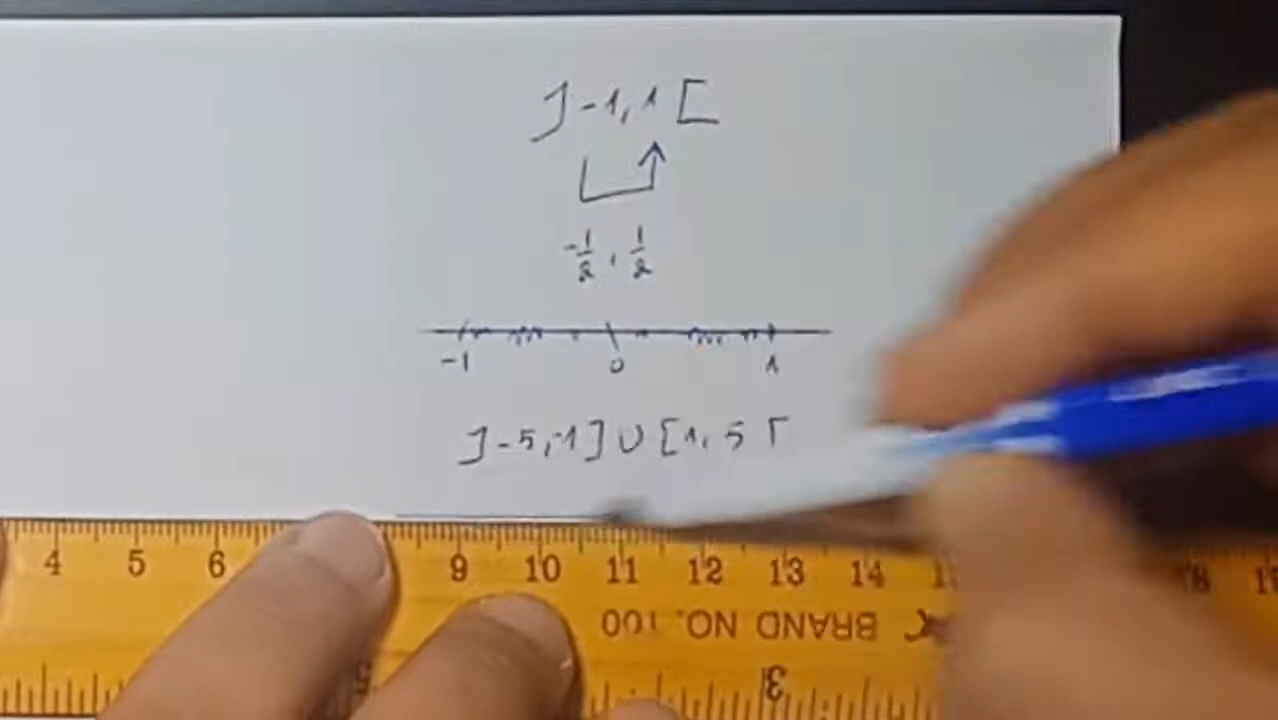 ]-1,1[
-1/2, 1/2
-1 0 1
]-5,-1] ∪ [1,5[
4 5 6 9 10 11 12 13 14
BRAND NO. 100
3